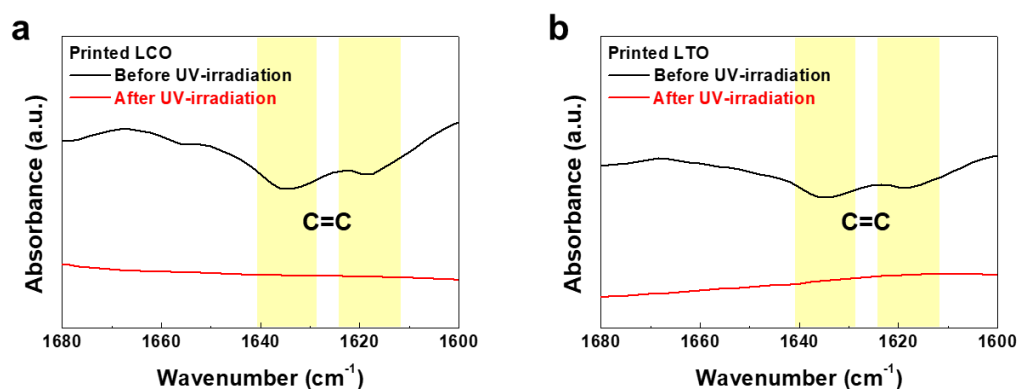 a
Printed LCO
Before UV-irradiation
After UV-irradiation
C=C
Absorbance (a.u.)
1680 1660 1640 1620 1600
Wavenumber (cm⁻¹)
b
Printed LTO
Before UV-irradiation
After UV-irradiation
C=C
Absorbance (a.u.)
1680 1660 1640 1620 1600
Wavenumber (cm⁻¹)